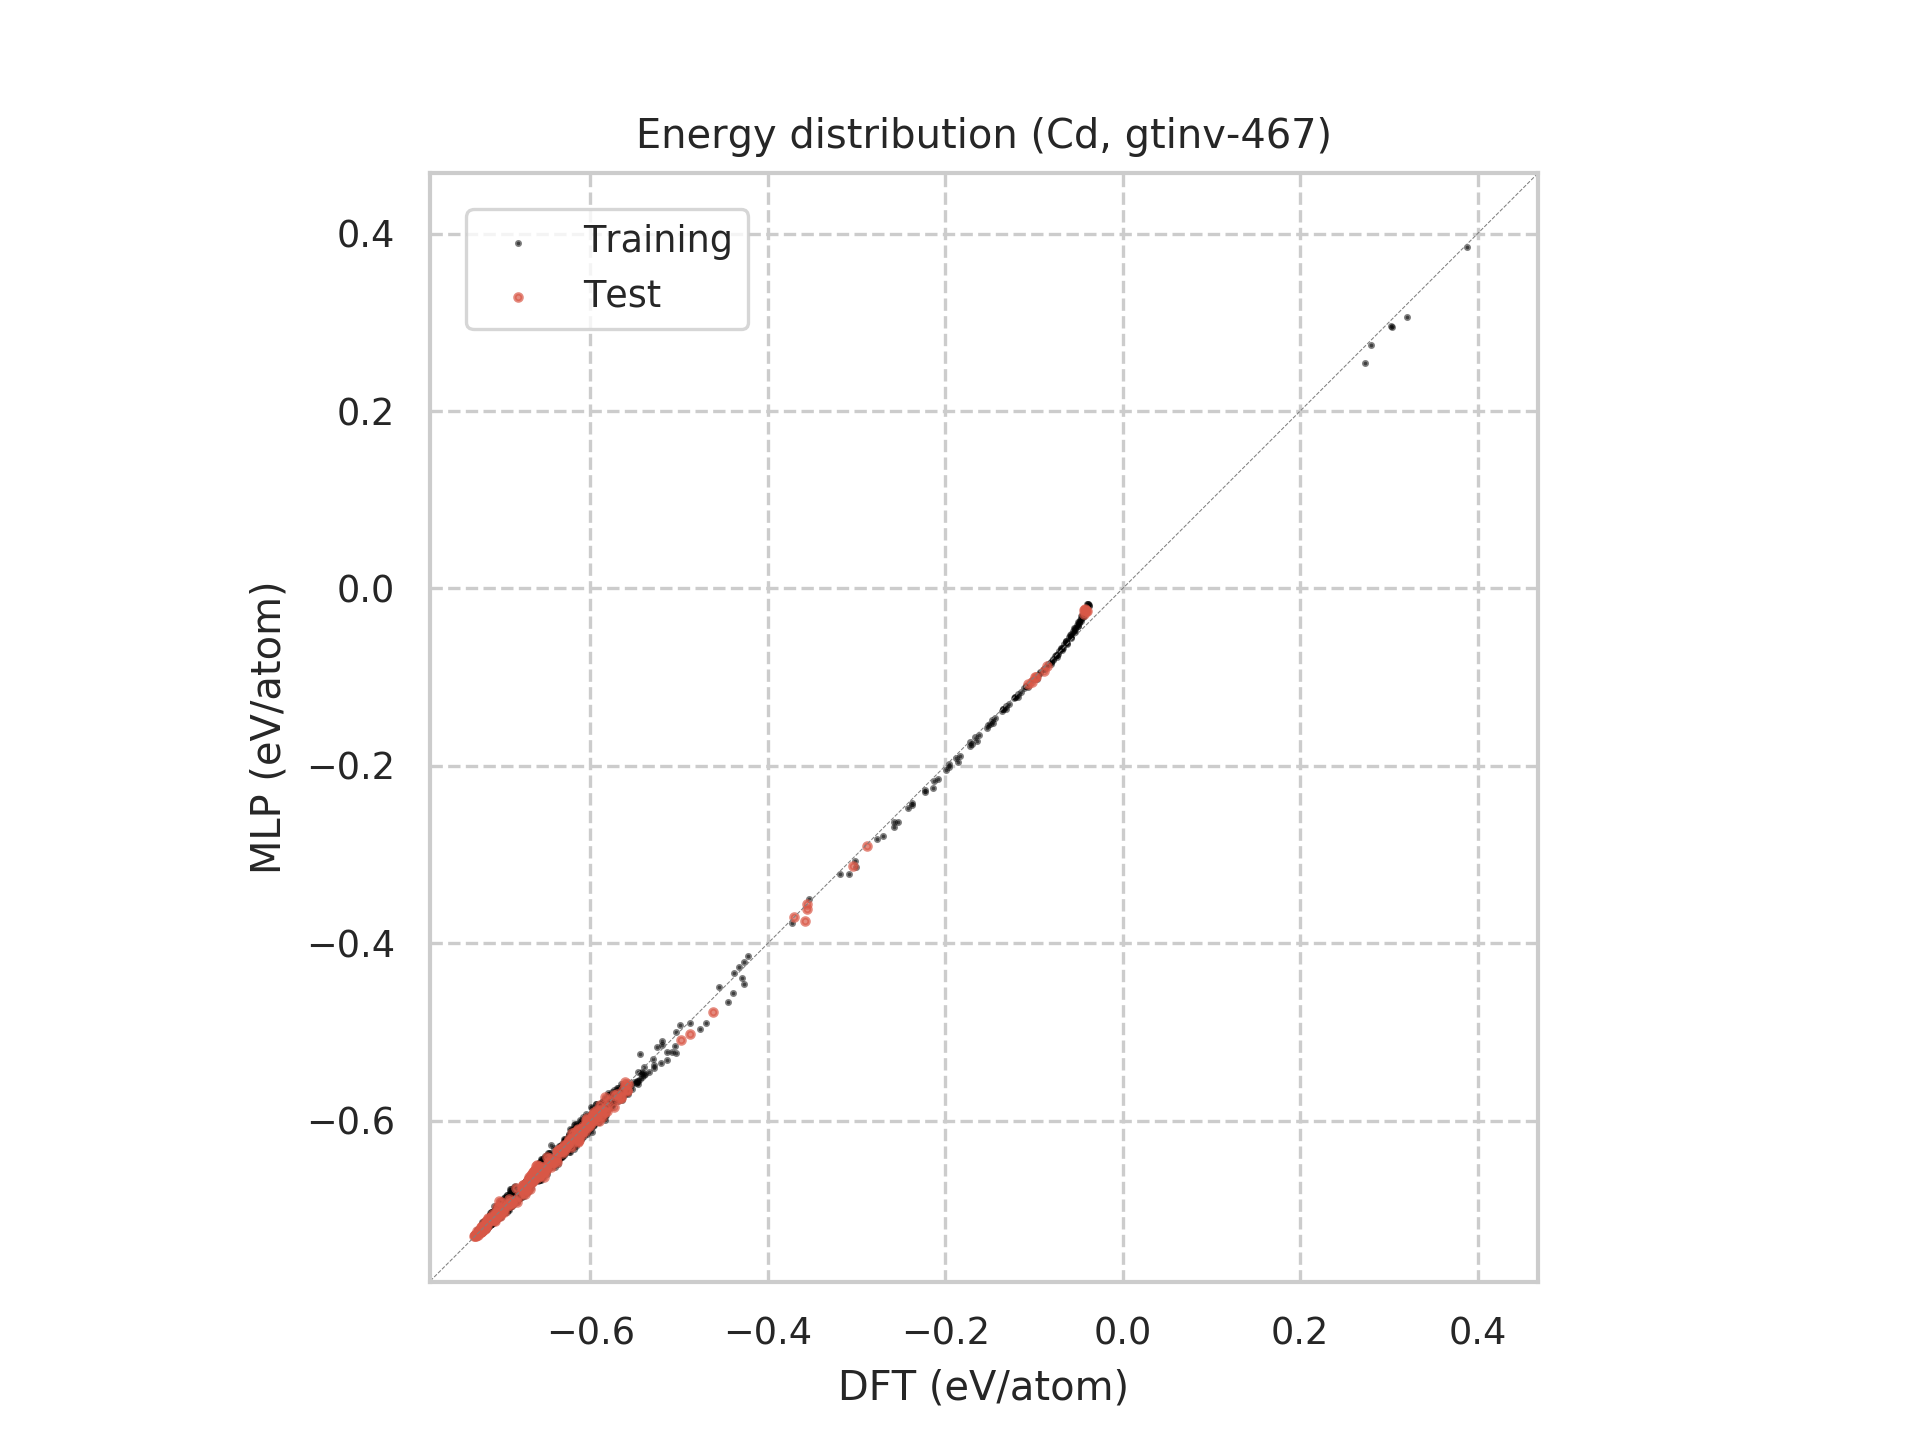 Energy distribution (Cd, gtinv-467)
Training
Test
0.4
0.2
0.0
−0.2
−0.4
−0.6
MLP (eV/atom)
−0.6 −0.4 −0.2 0.0 0.2 0.4
DFT (eV/atom)